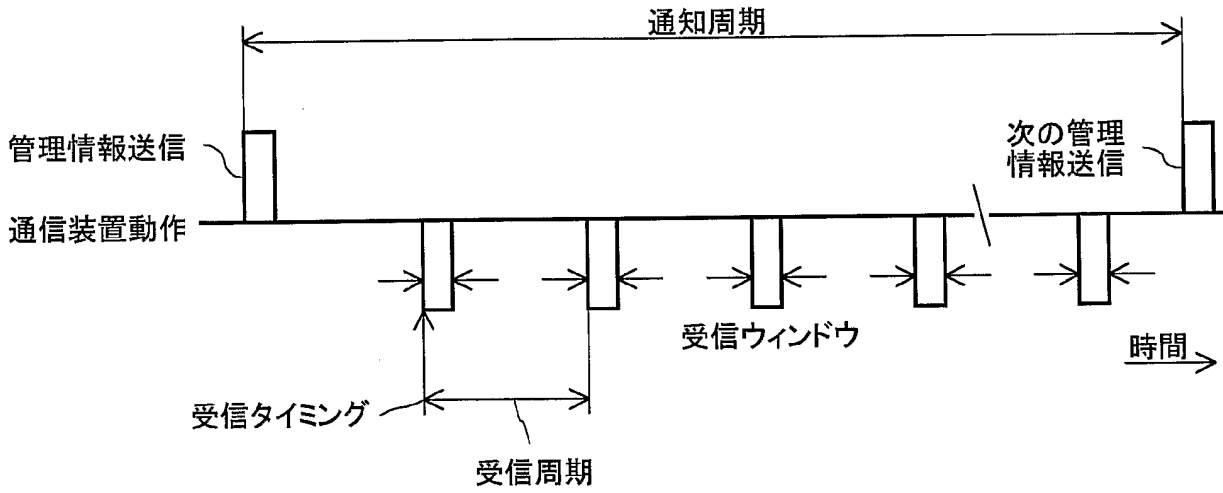 通知周期
管理情報送信
次の管理
情報送信
通信装置動作
受信ウィンドウ
時間
受信タイミング
受信周期